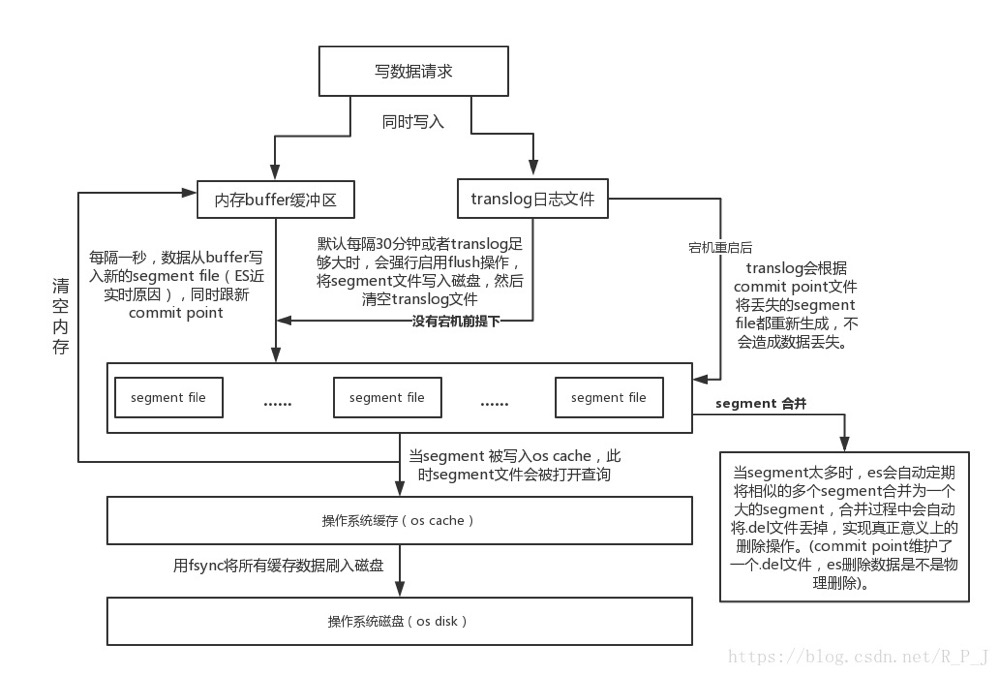 写数据请求
同时写入
内存buffer缓冲区
translog日志文件
清
空
内
存
每隔一秒，数据从buffer写
入新的segment file（ES近
实时原因），同时跟新
commit point
默认每隔30分钟或者translog足
够大时，会强行启用flush操作，
将segment文件写入磁盘，然后
清空translog文件
没有宕机前提下
宕机重启后
translog会根据
commit point文件
将丢失的segment
file都重新生成，不
会造成数据丢失。
segment file
......
segment file
......
segment file
segment 合并
当segment 被写入os cache，此
时segment文件会被打开查询
当segment太多时，es会自动定期
将相似的多个segment合并为一个
大的segment，合并过程中会自动
将.del文件丢掉，实现真正意义上的
删除操作。(commit point维护了
一个.del文件，es删除数据是不是物
理删除)。
操作系统缓存（os cache）
用fsync将所有缓存数据刷入磁盘
操作系统磁盘（os disk）
https://blog.csdn.net/R_P_J